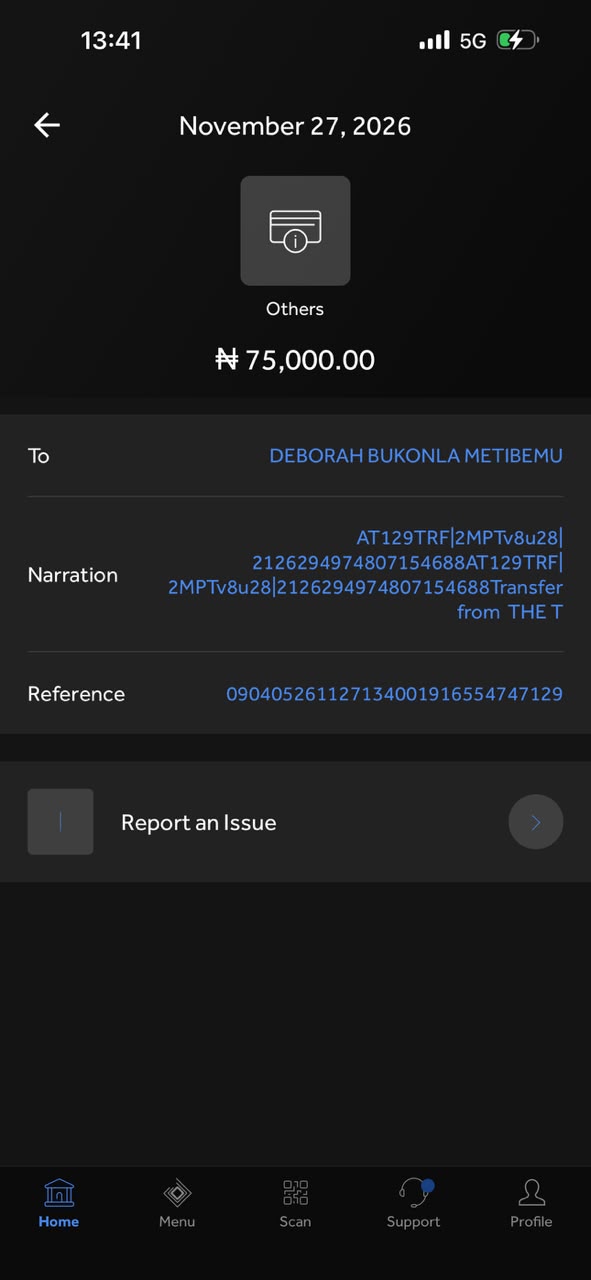 13:41
5G
November 27, 2026
Others
₦ 75,000.00
To
DEBORAH BUKONLA METIBEMU
Narration
AT129TRF|2MPTv8u28|
2126294974807154688AT129TRF|
2MPTv8u28|2126294974807154688Transfer
from THE T
Reference
090405261127134001916554747129
Report an Issue
Home
Menu
Scan
Support
Profile